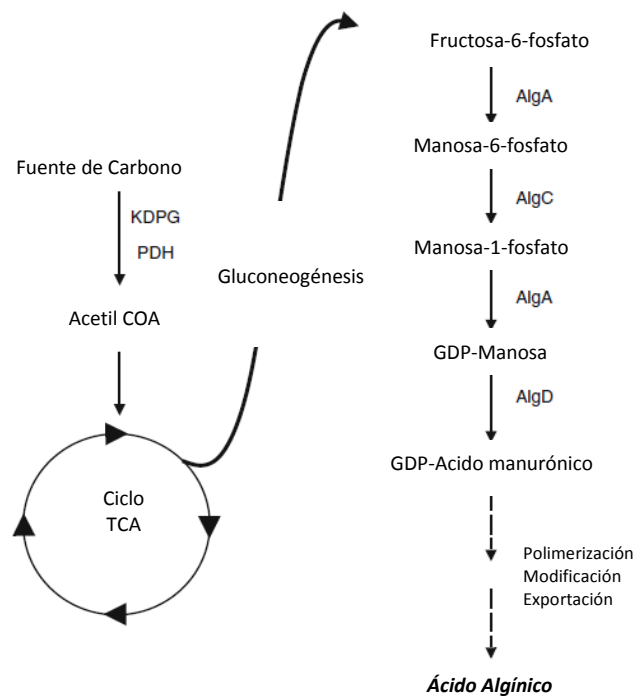 Fuente de Carbono
KDPG
PDH
Acetil COA
Ciclo
TCA
Gluconeogénesis
Fructosa-6-fosfato
AlgA
Manosa-6-fosfato
AlgC
Manosa-1-fosfato
AlgA
GDP-Manosa
AlgD
GDP-Acido manurónico
Polimerización
Modificación
Exportación
Ácido Algínico